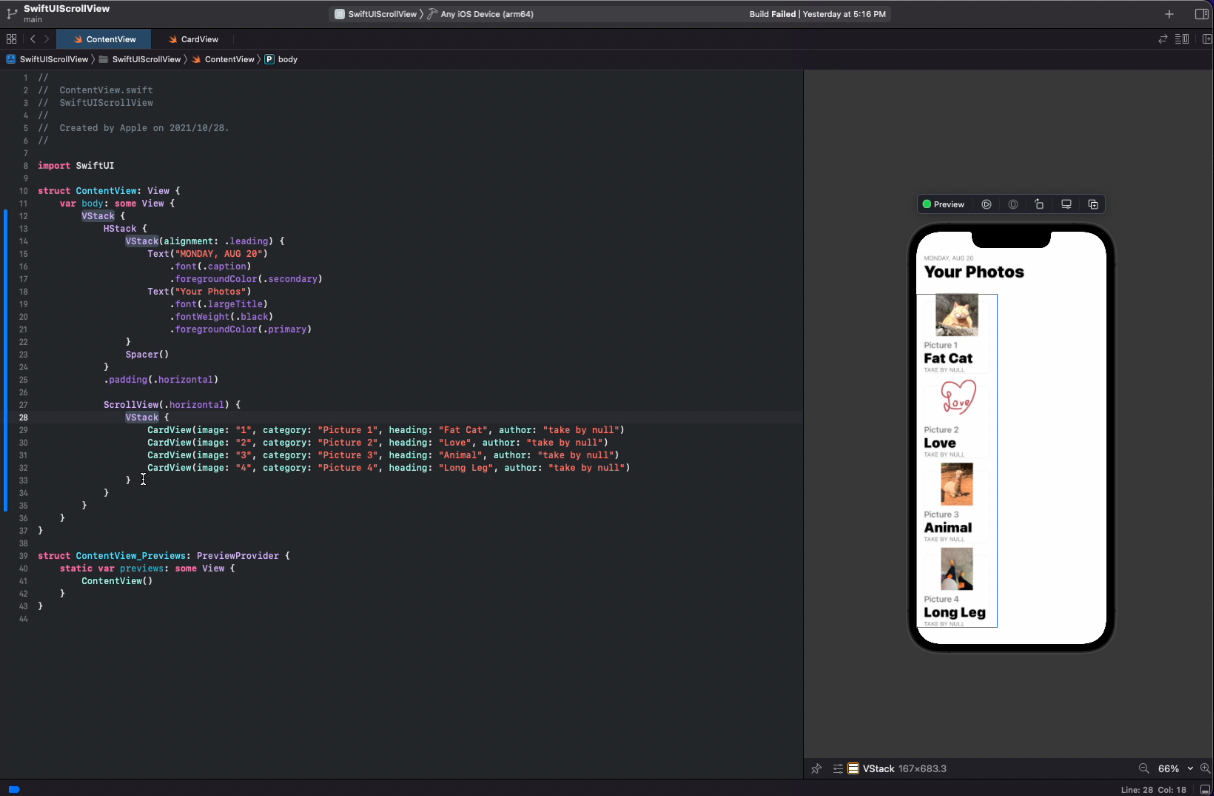 SwiftUIScrollView
main
SwiftUIScrollView
Any iOS Device (arm64)
Build Failed | Yesterday at 5:16 PM
ContentView
CardView
SwiftUIScrollView
SwiftUIScrollView
ContentView
P
body
1 //
2 //  ContentView.swift
3 //  SwiftUIScrollView
4 //
5 //  Created by Apple on 2021/10/28.
6 //
7
8 import SwiftUI
9
10 struct ContentView: View {
11     var body: some View {
12         VStack {
13             HStack {
14                 VStack(alignment: .leading) {
15                     Text("MONDAY, AUG 20")
16                         .font(.caption)
17                         .foregroundColor(.secondary)
18                     Text("Your Photos")
19                         .font(.largeTitle)
20                         .fontWeight(.black)
21                         .foregroundColor(.primary)
22                 }
23                 Spacer()
24             }
25             .padding(.horizontal)
26
27             ScrollView(.horizontal) {
28                 VStack {
29                     CardView(image: "1", category: "Picture 1", heading: "Fat Cat", author: "take by null")
30                     CardView(image: "2", category: "Picture 2", heading: "Love", author: "take by null")
31                     CardView(image: "3", category: "Picture 3", heading: "Animal", author: "take by null")
32                     CardView(image: "4", category: "Picture 4", heading: "Long Leg", author: "take by null")
33                 }
34             }
35         }
36     }
37 }
38
39 struct ContentView_Previews: PreviewProvider {
40     static var previews: some View {
41         ContentView()
42     }
43 }
44
Preview
MONDAY, AUG 20
Your Photos
Picture 1
Fat Cat
TAKE BY NULL
Love
Picture 2
Love
TAKE BY NULL
Picture 3
Animal
TAKE BY NULL
Picture 4
Long Leg
TAKE BY NULL
VStack 167×683.3
66%
Line: 28 Col: 18